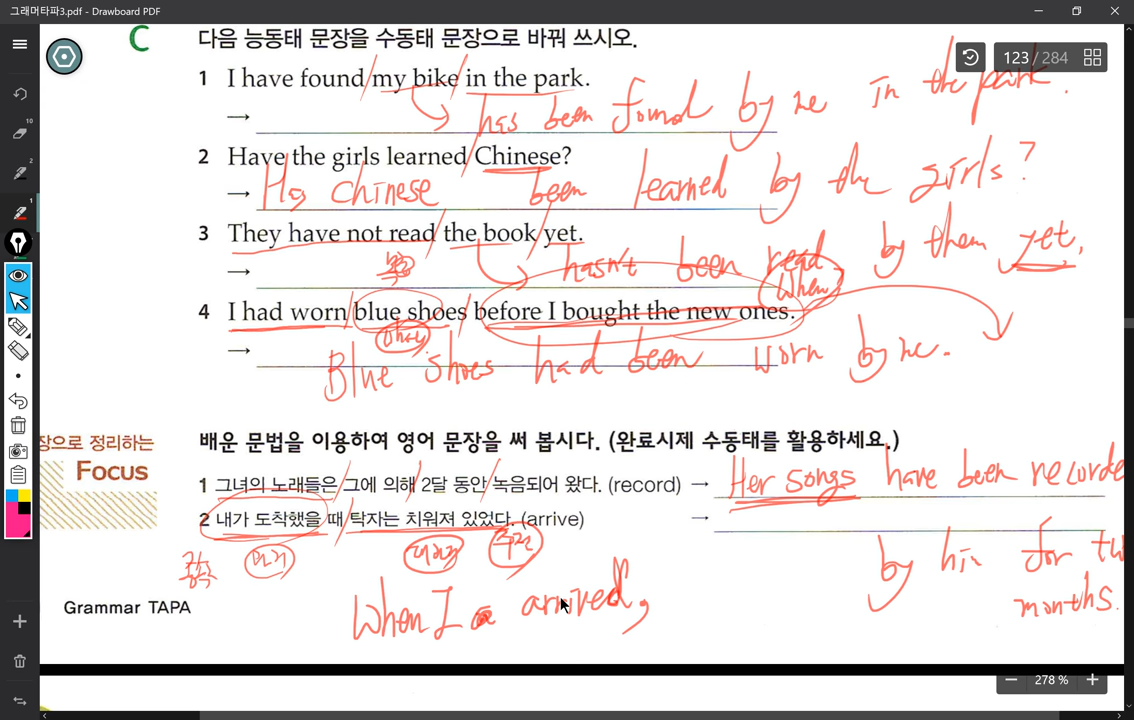 그래머타파3.pdf - Drawboard PDF
C 다음 능동태 문장을 수동태 문장으로 바꿔 쓰시오.
123 / 284
1 I have found my bike in the park.
→ has been found by me in the park.
2 Have the girls learned Chinese?
→ Has chinese been learned by the girls?
3 They have not read the book yet.
→ hasn't been read by them yet,
when
4 I had worn blue shoes before I bought the new ones.
→ Blue shoes had been worn by me.
장으로 정리하는
Focus
배운 문법을 이용하여 영어 문장을 써 봅시다. (완료시제 수동태를 활용하세요.)
1 그녀의 노래들은 그에 의해 2달 동안 녹음되어 왔다. (record) → Her songs have been recorde
2 내가 도착했을 때 탁자는 치워져 있었다. (arrive) →
by him for tw
months.
과거
When I arrived,
Grammar TAPA
278 %
10
2
1